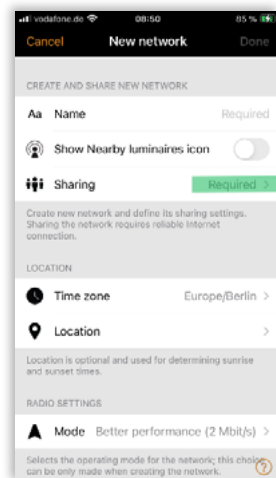 vodafone.de 08:50 85 %
Cancel New network Done
CREATE AND SHARE NEW NETWORK
Aa Name Required
Show Nearby luminaires icon
Sharing Required >
Create new network and define its sharing settings.
Sharing the network requires reliable Internet
connection.
LOCATION
Time zone Europe/Berlin >
Location >
Location is optional and used for determining sunrise
and sunset times.
RADIO SETTINGS
Mode Better performance (2 Mbit/s) >
Selects the operating mode for the network; this choice
can be only made when creating the network.
?